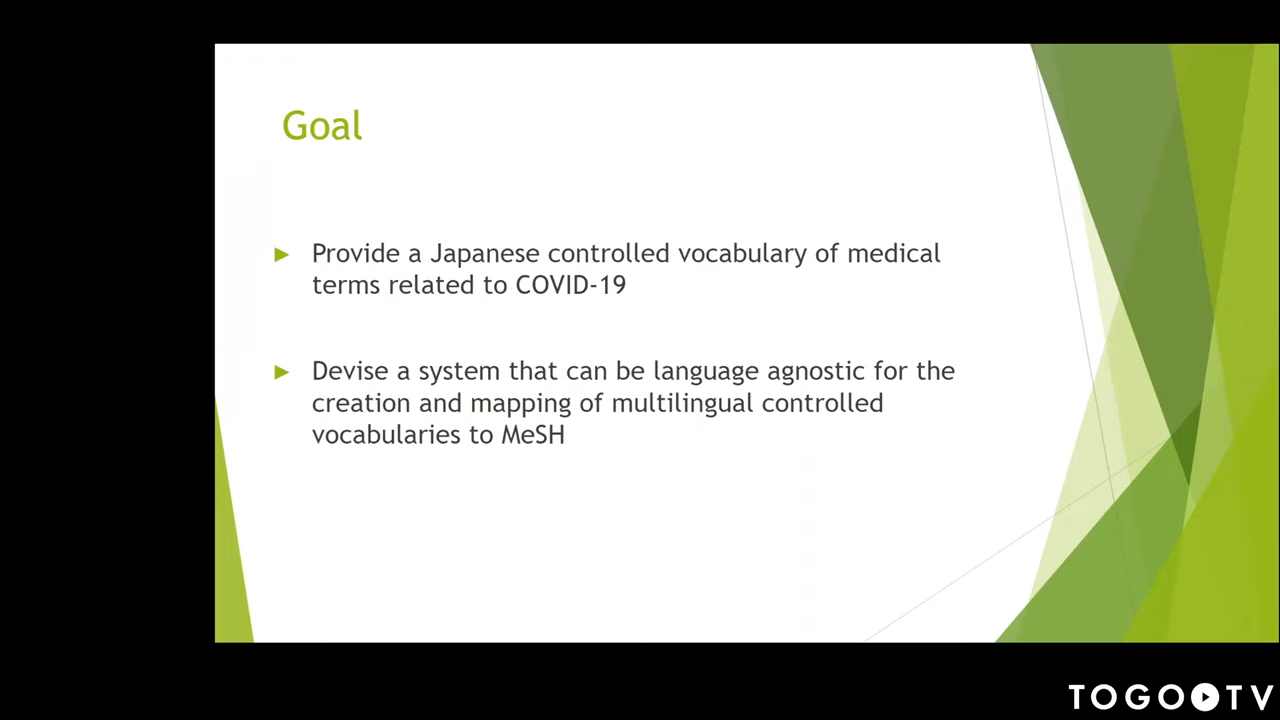 Goal
Provide a Japanese controlled vocabulary of medical
terms related to COVID-19
Devise a system that can be language agnostic for the
creation and mapping of multilingual controlled
vocabularies to MeSH
TOGO TV